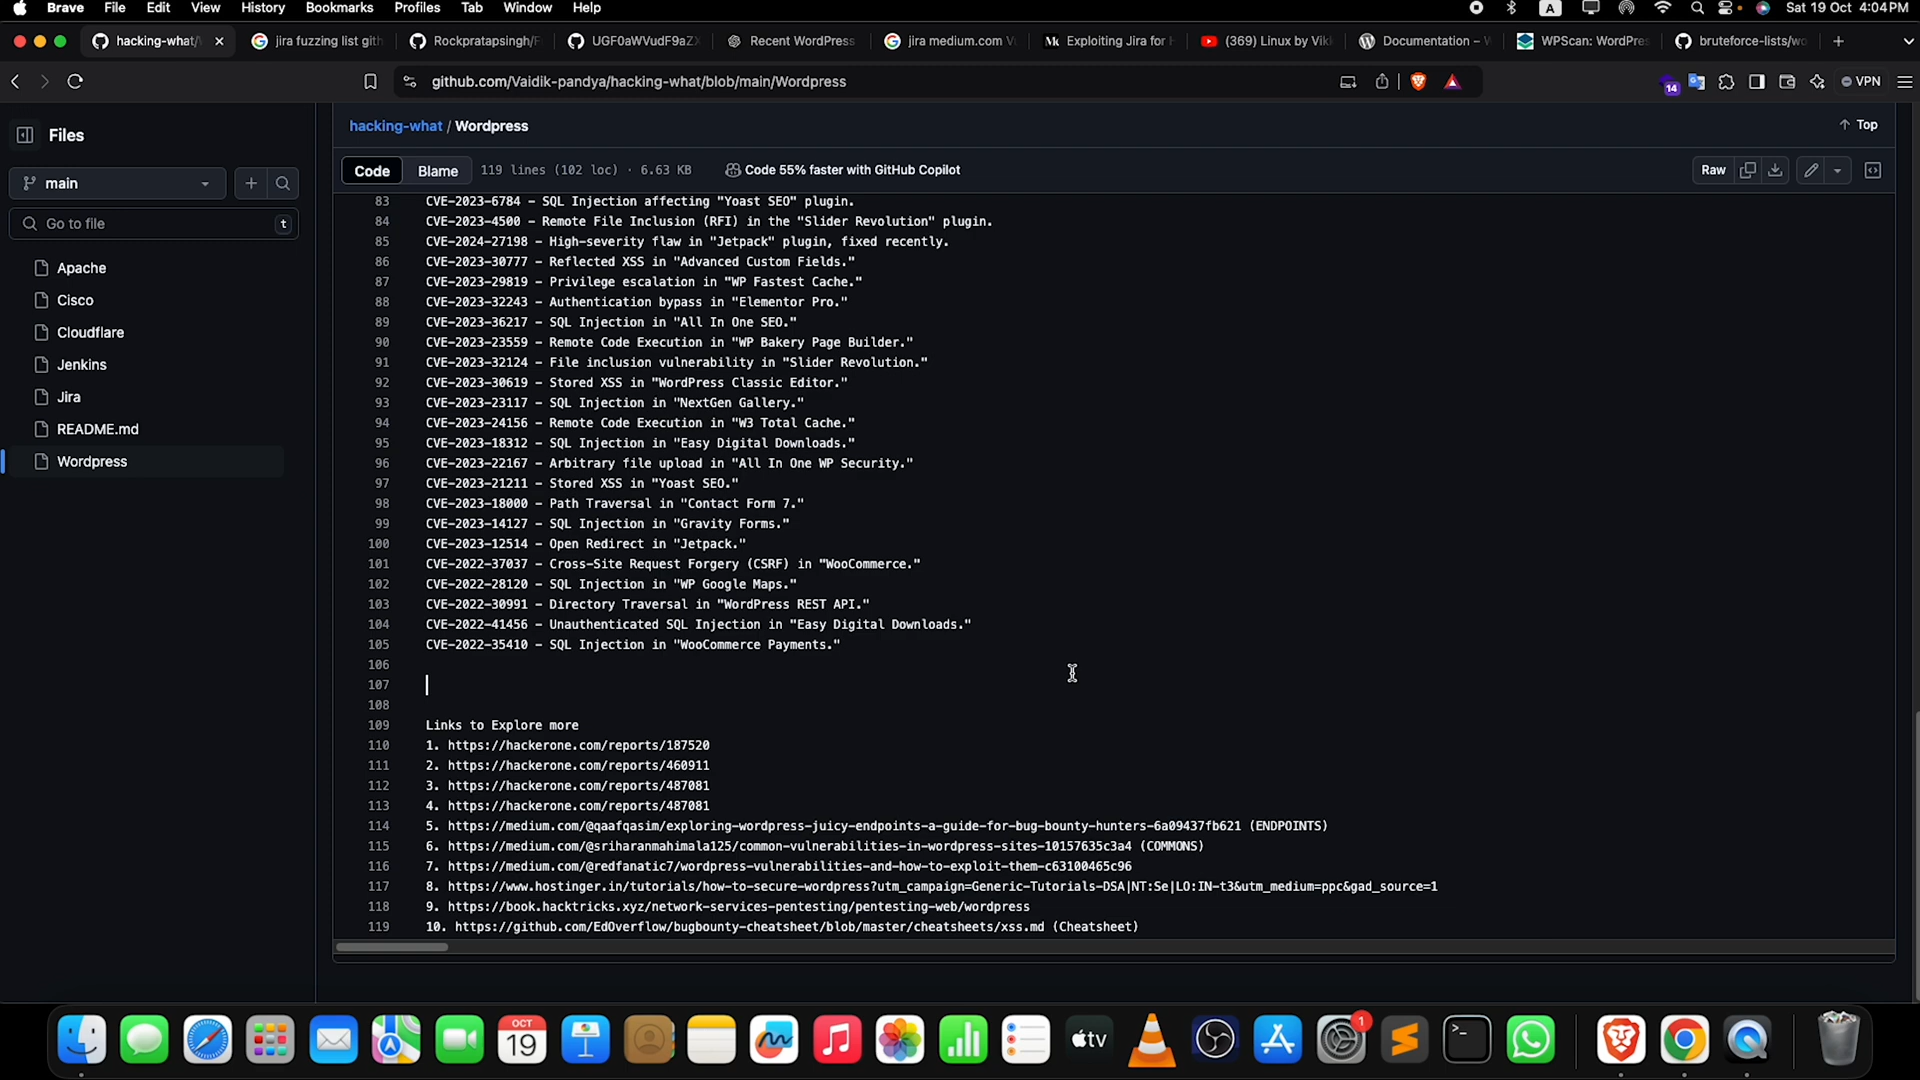 Brave File Edit View History Bookmarks Profiles Tab Window Help
A Sat 19 Oct 4:04PM
hacking-what/ jira fuzzing list gith Rockpratapsingh/F UGF0aWVudF9aZX Recent WordPress jira medium.com Vu Exploiting Jira for (369) Linux by Vik Documentation – W WPScan: WordPres bruteforce-lists/wo
github.com/Vaidik-pandya/hacking-what/blob/main/Wordpress
14 VPN
Files
hacking-what / Wordpress
Top
main
Code Blame 119 lines (102 loc) · 6.63 KB Code 55% faster with GitHub Copilot
Raw
Go to file t
Apache
Cisco
Cloudflare
Jenkins
Jira
README.md
Wordpress
83 CVE-2023-6784 – SQL Injection affecting "Yoast SEO" plugin.
84 CVE-2023-4500 – Remote File Inclusion (RFI) in the "Slider Revolution" plugin.
85 CVE-2024-27198 – High-severity flaw in "Jetpack" plugin, fixed recently.
86 CVE-2023-30777 – Reflected XSS in "Advanced Custom Fields."
87 CVE-2023-29819 – Privilege escalation in "WP Fastest Cache."
88 CVE-2023-32243 – Authentication bypass in "Elementor Pro."
89 CVE-2023-36217 – SQL Injection in "All In One SEO."
90 CVE-2023-23559 – Remote Code Execution in "WP Bakery Page Builder."
91 CVE-2023-32124 – File inclusion vulnerability in "Slider Revolution."
92 CVE-2023-30619 – Stored XSS in "WordPress Classic Editor."
93 CVE-2023-23117 – SQL Injection in "NextGen Gallery."
94 CVE-2023-24156 – Remote Code Execution in "W3 Total Cache."
95 CVE-2023-18312 – SQL Injection in "Easy Digital Downloads."
96 CVE-2023-22167 – Arbitrary file upload in "All In One WP Security."
97 CVE-2023-21211 – Stored XSS in "Yoast SEO."
98 CVE-2023-18000 – Path Traversal in "Contact Form 7."
99 CVE-2023-14127 – SQL Injection in "Gravity Forms."
100 CVE-2023-12514 – Open Redirect in "Jetpack."
101 CVE-2022-37037 – Cross-Site Request Forgery (CSRF) in "WooCommerce."
102 CVE-2022-28120 – SQL Injection in "WP Google Maps."
103 CVE-2022-30991 – Directory Traversal in "WordPress REST API."
104 CVE-2022-41456 – Unauthenticated SQL Injection in "Easy Digital Downloads."
105 CVE-2022-35410 – SQL Injection in "WooCommerce Payments."
106
107
108
109 Links to Explore more
110 1. https://hackerone.com/reports/187520
111 2. https://hackerone.com/reports/460911
112 3. https://hackerone.com/reports/487081
113 4. https://hackerone.com/reports/487081
114 5. https://medium.com/@qaafqasim/exploring-wordpress-juicy-endpoints-a-guide-for-bug-bounty-hunters-6a09437fb621 (ENDPOINTS)
115 6. https://medium.com/@sriharanmahimala125/common-vulnerabilities-in-wordpress-sites-10157635c3a4 (COMMONS)
116 7. https://medium.com/@redfanatic7/wordpress-vulnerabilities-and-how-to-exploit-them-c63100465c96
117 8. https://www.hostinger.in/tutorials/how-to-secure-wordpress?utm_campaign=Generic-Tutorials-DSA|NT:Se|LO:IN-t3&utm_medium=ppc&gad_source=1
118 9. https://book.hacktricks.xyz/network-services-pentesting/pentesting-web/wordpress
119 10. https://github.com/EdOverflow/bugbounty-cheatsheet/blob/master/cheatsheets/xss.md (Cheatsheet)
OCT
19
tv
1